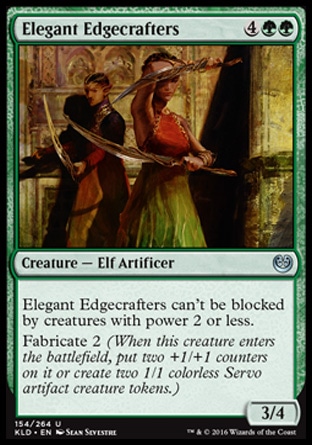 Elegant Edgecrafters 4
Creature — Elf Artificer
Elegant Edgecrafters can't be blocked
by creatures with power 2 or less.
Fabricate 2 (When this creature enters
the battlefield, put two +1/+1 counters
on it or create two 1/1 colorless Servo
artifact creature tokens.)
3/4
154/264 U
KLD • EN Sean Sevestre ™ & © 2016 Wizards of the Coast